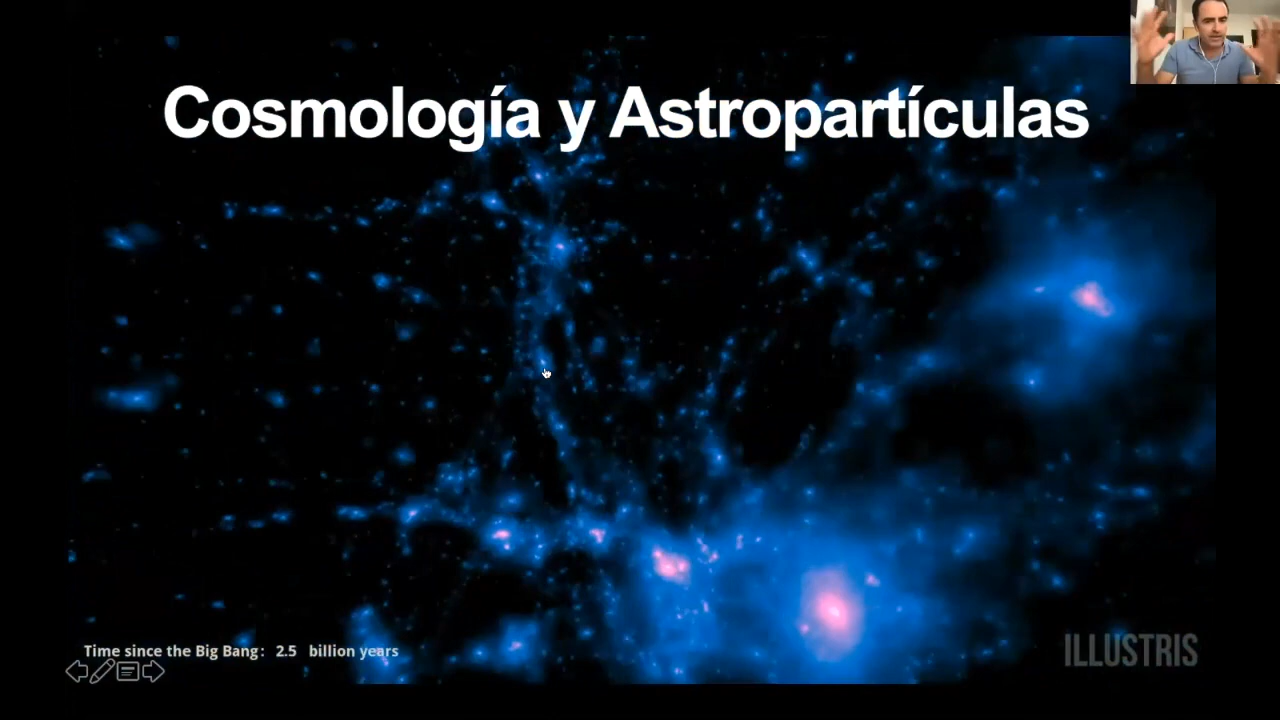 Cosmología y Astropartículas
Time since the Big Bang: 2.5 billion years
ILLUSTRIS